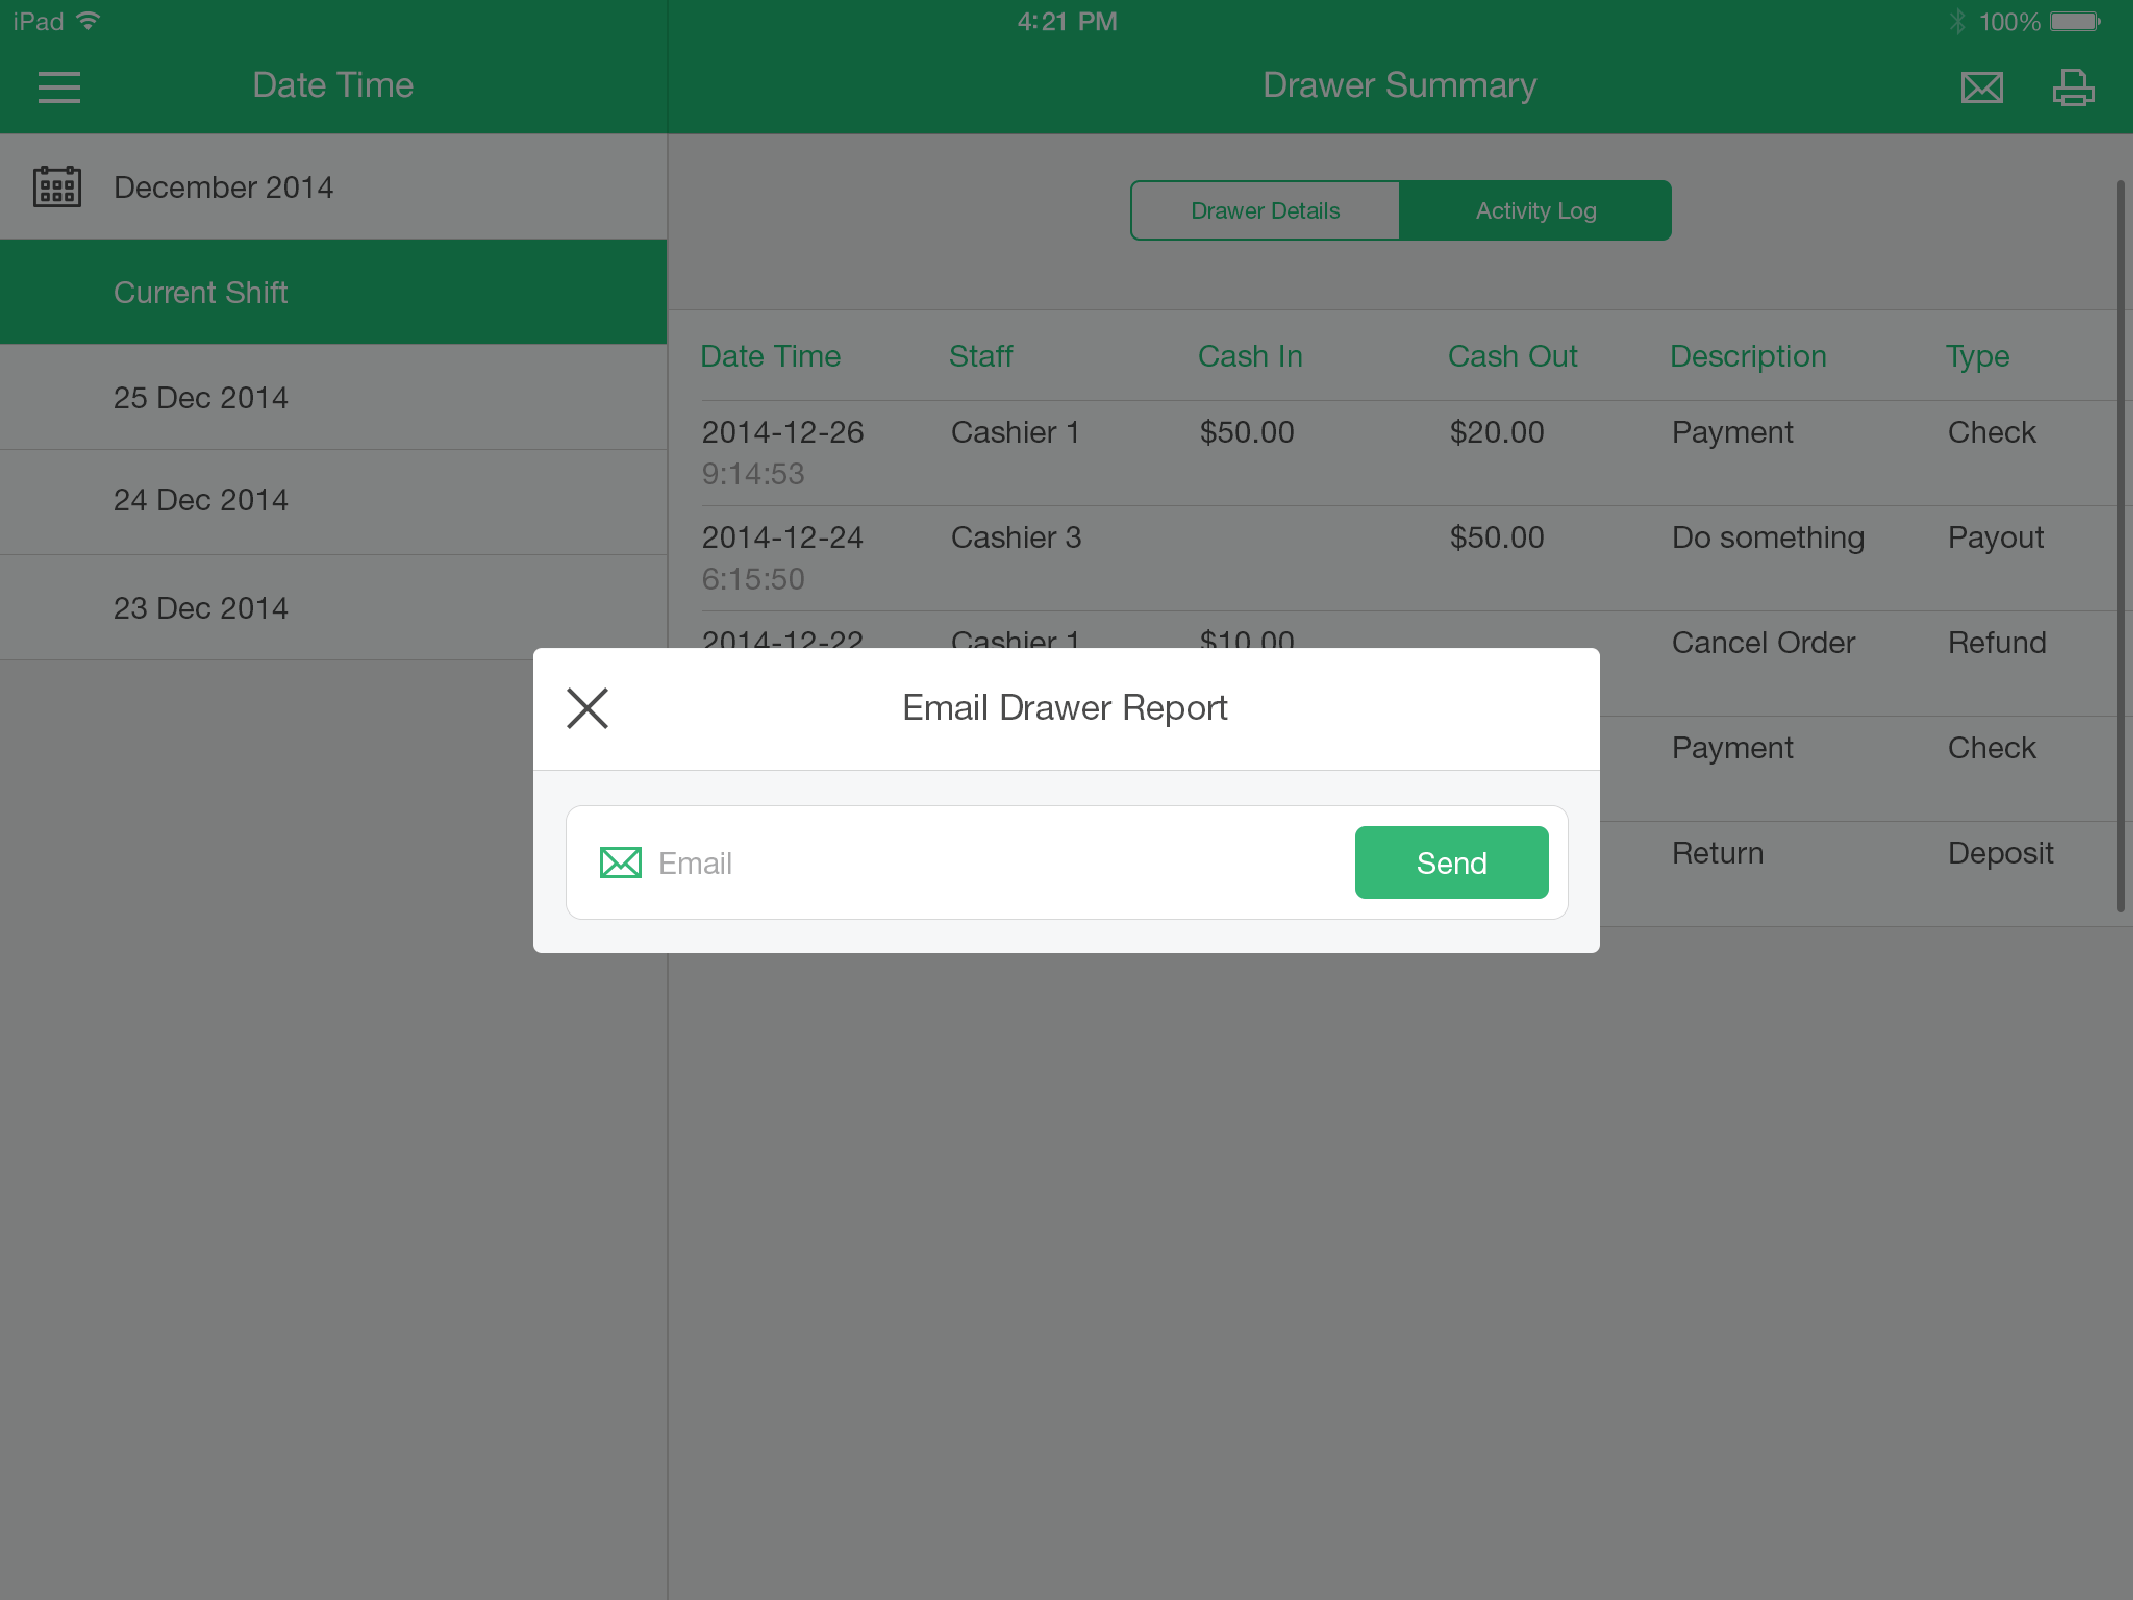 iPad
4:21 PM
100%
Date Time
Drawer Summary
December 2014
Current Shift
25 Dec 2014
24 Dec 2014
23 Dec 2014
Drawer Details
Activity Log
Date Time Staff Cash In Cash Out Description Type
2014-12-26 Cashier 1 $50.00 $20.00 Payment Check
9:14:53
2014-12-24 Cashier 3 $50.00 Do something Payout
6:15:50
2014-12-22 Cashier 1 $10.00 Cancel Order Refund
Payment Check
Return Deposit
Email Drawer Report
Email
Send